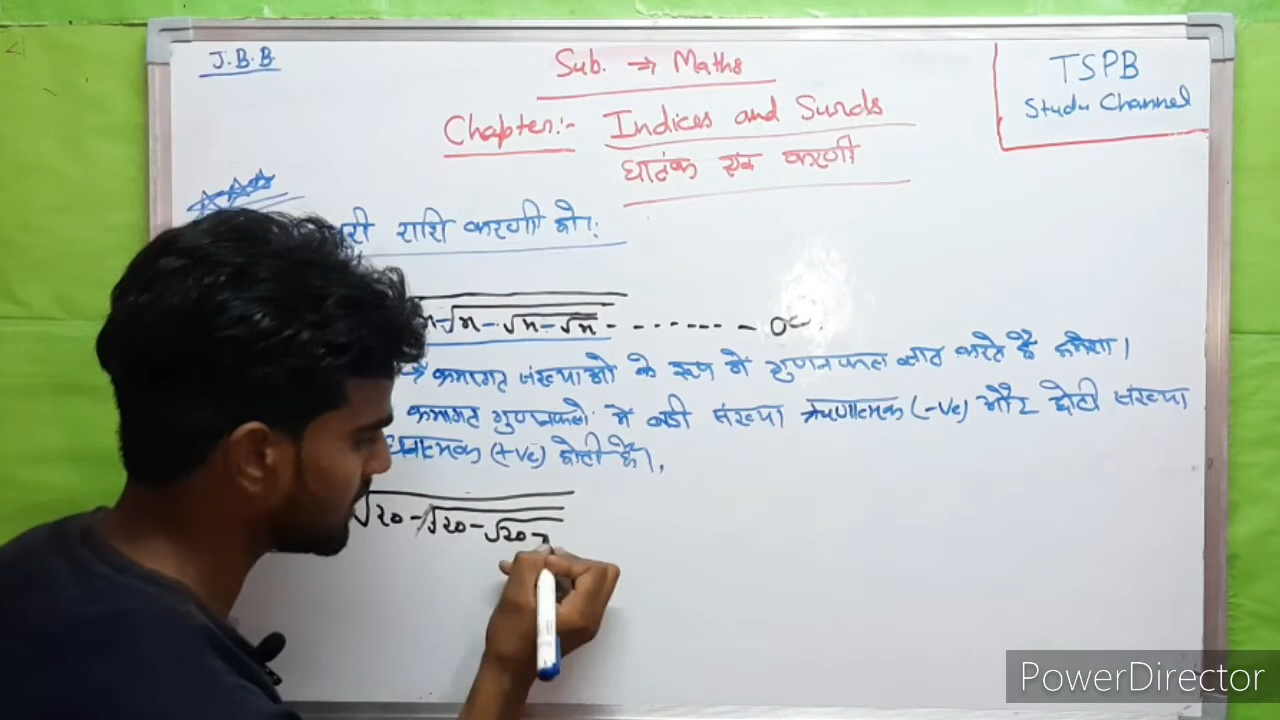 J.B.B
Sub. → Maths
TSPB
Study Channel
Chapter:- Indices and Surds
घातंक एवं करणी
री राशि करणी हो।:
√x-√x-√x ------- ∞
→ क्रमागत संख्याओ के रूप में गुणनफल ज्ञात करते है हमेशा।
क्रमागत गुणनफलो में बड़ी संख्या ऋणात्मक (-Ve) और छोटी संख्या
धनात्मक (+Ve) होती है।
√20-√20-√20-
PowerDirector